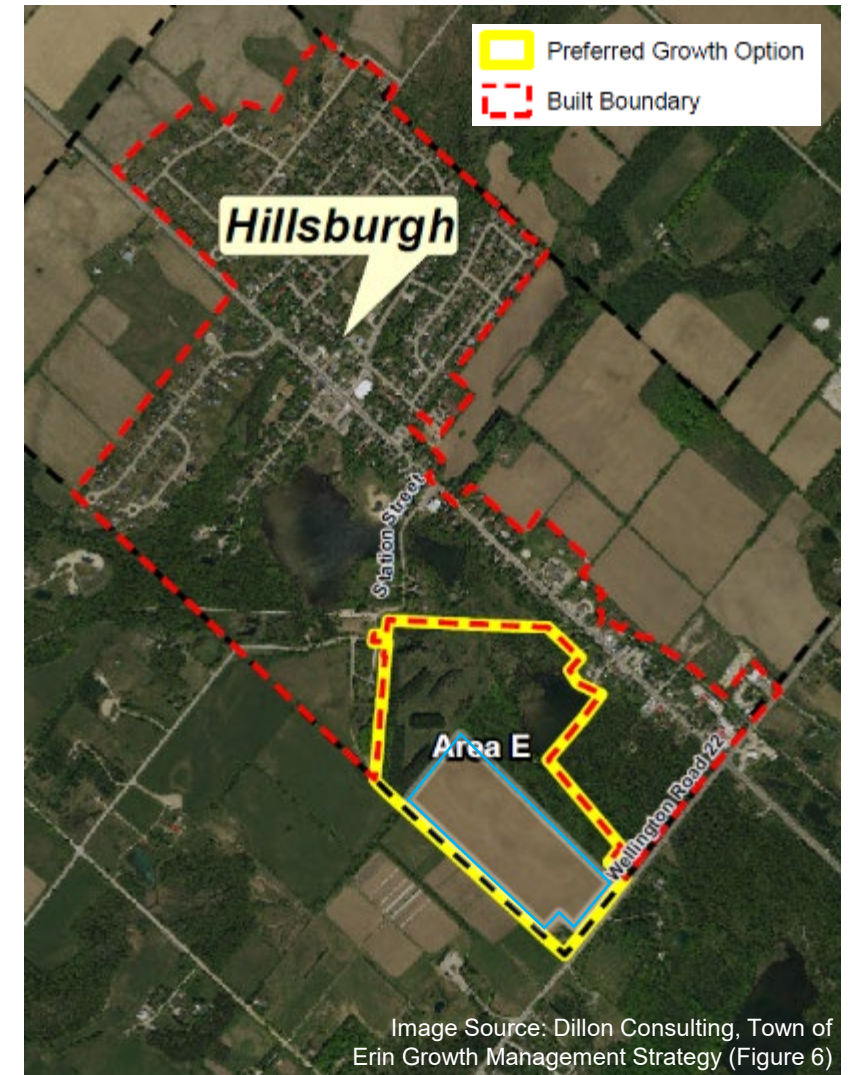 Preferred Growth Option
Built Boundary
Hillsburgh
Station Street
Area E
Wellington Road 22
Image Source: Dillon Consulting, Town of
Erin Growth Management Strategy (Figure 6)